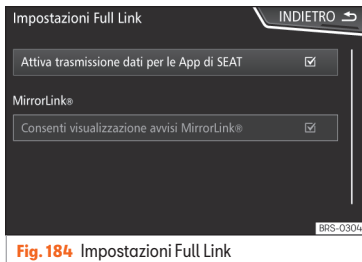 Impostazioni Full Link INDIETRO
Attiva trasmissione dati per le App di SEAT
MirrorLink®
Consenti visualizzazione avvisi MirrorLink®
BRS-0304
Fig. 184 Impostazioni Full Link